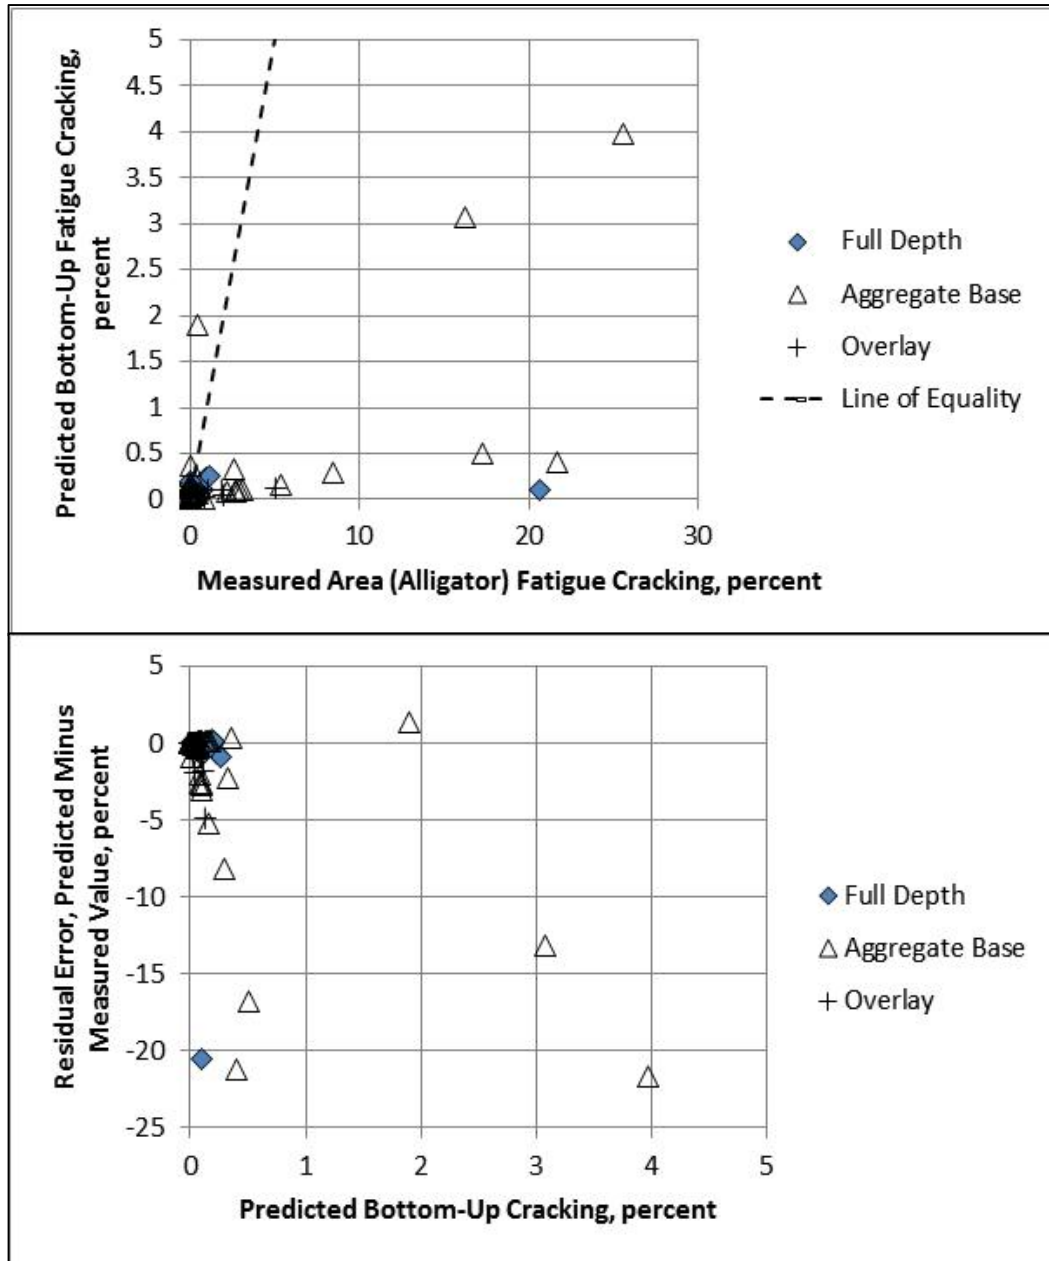 Predicted Bottom-Up Fatigue Cracking,
percent
5
4.5
4
3.5
3
2.5
2
1.5
1
0.5
0
0 10 20 30
Measured Area (Alligator) Fatigue Cracking, percent
Full Depth
Aggregate Base
Overlay
Line of Equality
Residual Error, Predicted Minus
Measured Value, percent
5
0
-5
-10
-15
-20
-25
0 1 2 3 4 5
Predicted Bottom-Up Cracking, percent
Full Depth
Aggregate Base
Overlay